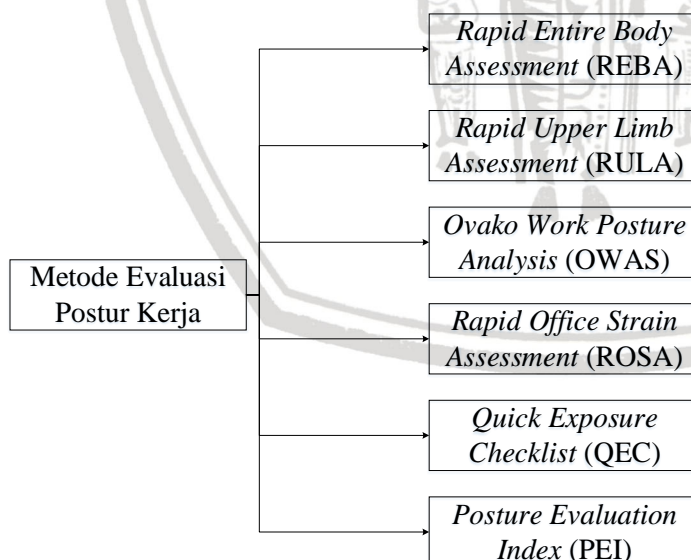 Rapid Entire Body
Assessment (REBA)
Rapid Upper Limb
Assessment (RULA)
Ovako Work Posture
Analysis (OWAS)
Metode Evaluasi
Postur Kerja
Rapid Office Strain
Assessment (ROSA)
Quick Exposure
Checklist (QEC)
Posture Evaluation
Index (PEI)